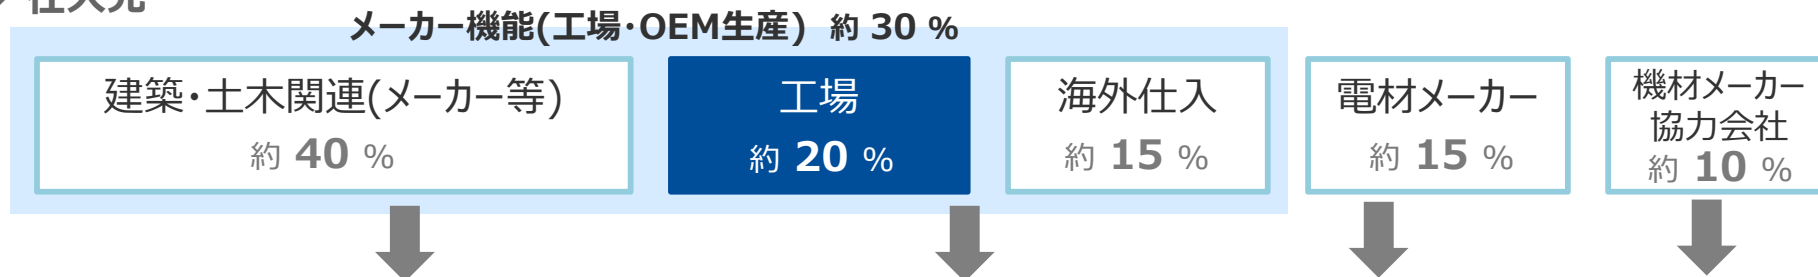 仕入先
メーカー機能(工場・OEM生産) 約 30 %
建築・土木関連(メーカー等)
約 40 %
工場
約 20 %
海外仕入
約 15 %
電材メーカー
約 15 %
機材メーカー
協力会社
約 10 %